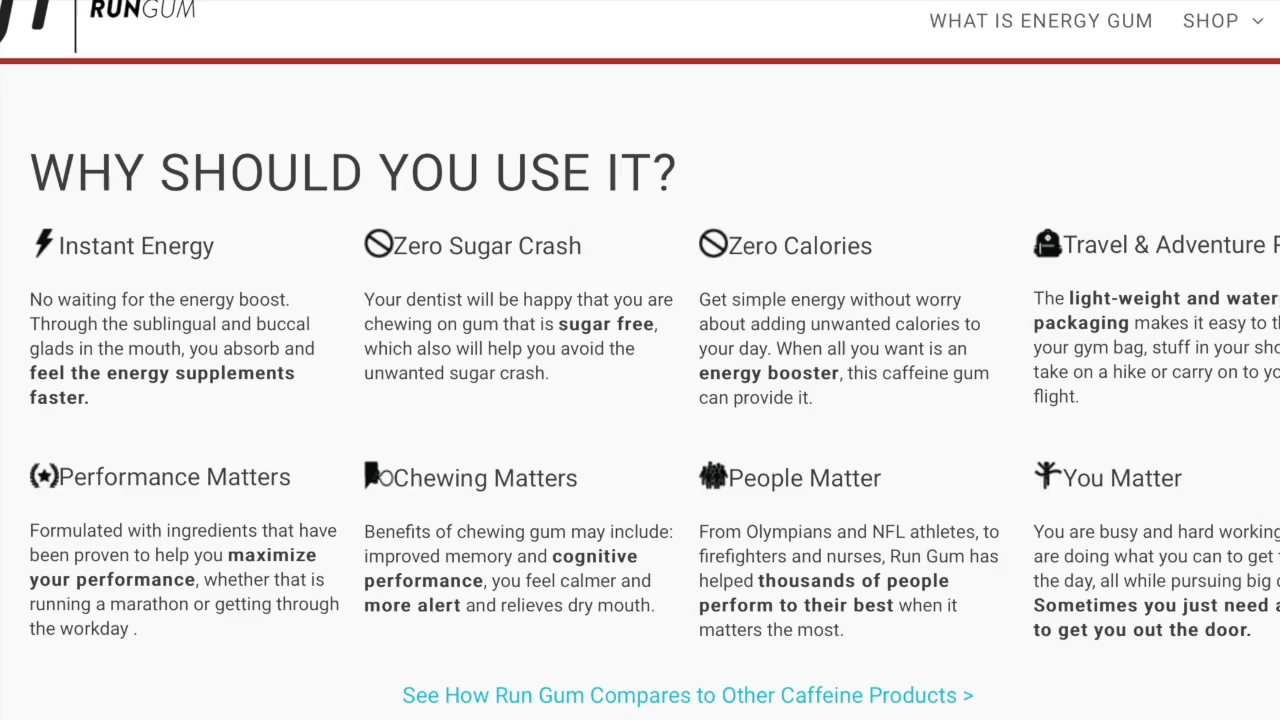 RUNGUM
WHAT IS ENERGY GUM
SHOP
WHY SHOULD YOU USE IT?
Instant Energy
No waiting for the energy boost.
Through the sublingual and buccal
glads in the mouth, you absorb and
feel the energy supplements
faster.
Zero Sugar Crash
Your dentist will be happy that you are
chewing on gum that is sugar free,
which also will help you avoid the
unwanted sugar crash.
Zero Calories
Get simple energy without worry
about adding unwanted calories to
your day. When all you want is an
energy booster, this caffeine gum
can provide it.
Travel & Adventure
The light-weight and water
packaging makes it easy to
your gym bag, stuff in your
take on a hike or carry on to
flight.
Performance Matters
Formulated with ingredients that have
been proven to help you maximize
your performance, whether that is
running a marathon or getting through
the workday .
Chewing Matters
Benefits of chewing gum may include:
improved memory and cognitive
performance, you feel calmer and
more alert and relieves dry mouth.
People Matter
From Olympians and NFL athletes, to
firefighters and nurses, Run Gum has
helped thousands of people
perform to their best when it
matters the most.
You Matter
You are busy and hard working
are doing what you can to get
the day, all while pursuing big
Sometimes you just need
to get you out the door.
See How Run Gum Compares to Other Caffeine Products >